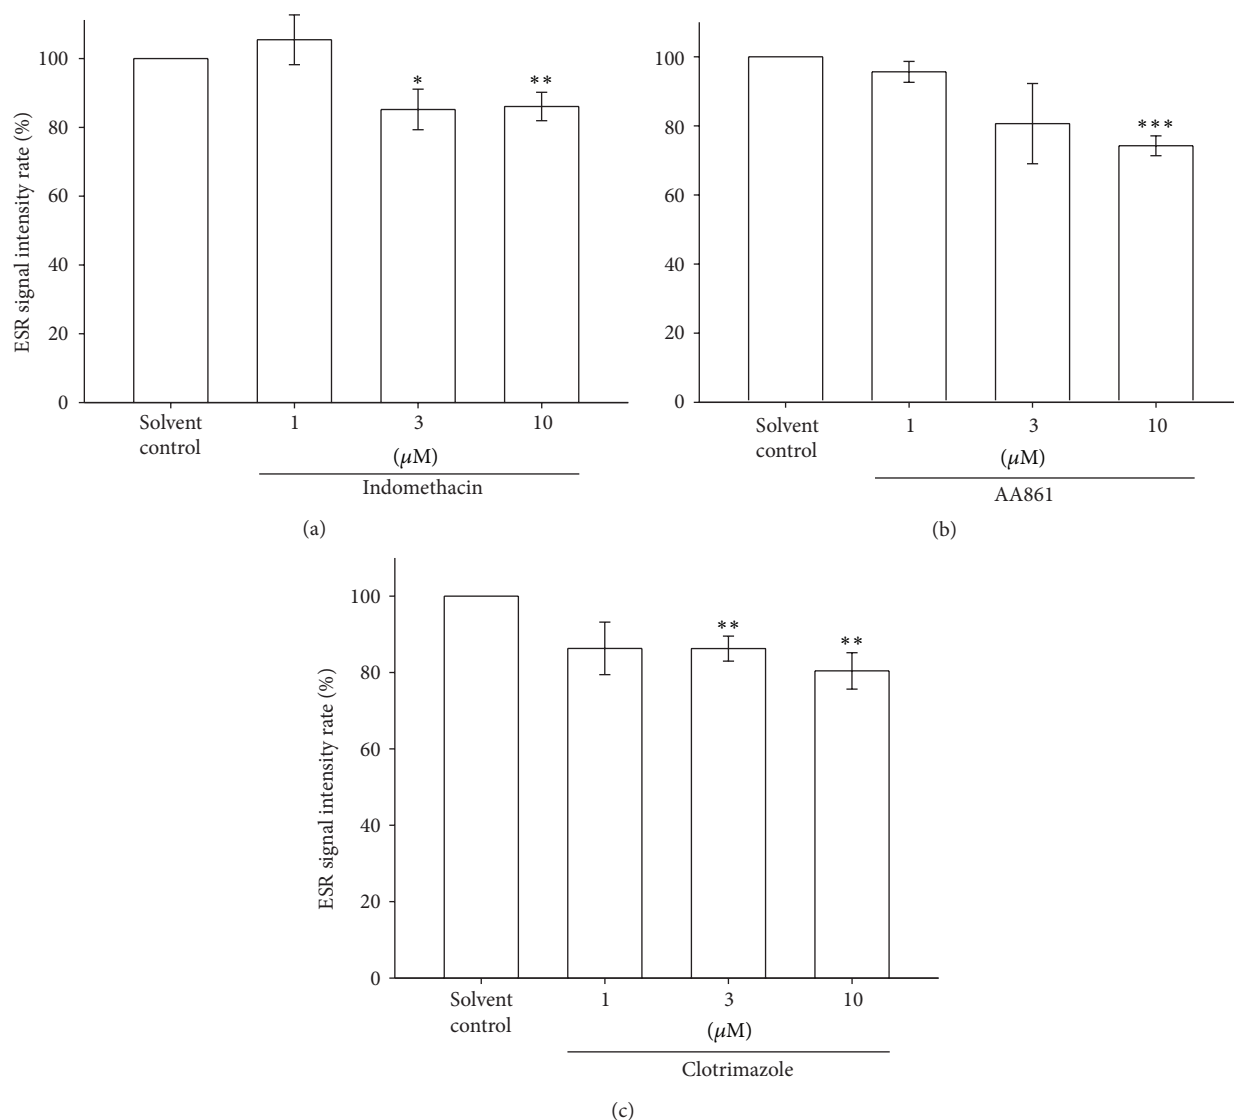 ESR signal intensity rate (%)
100
80
60
40
20
0
*
**
Solvent
control
1
3
10
(μM)
Indomethacin
(a)
100
80
60
40
20
0
***
Solvent
control
1
3
10
(μM)
AA861
(b)
ESR signal intensity rate (%)
100
80
60
40
20
0
**
**
Solvent
control
1
3
10
(μM)
Clotrimazole
(c)